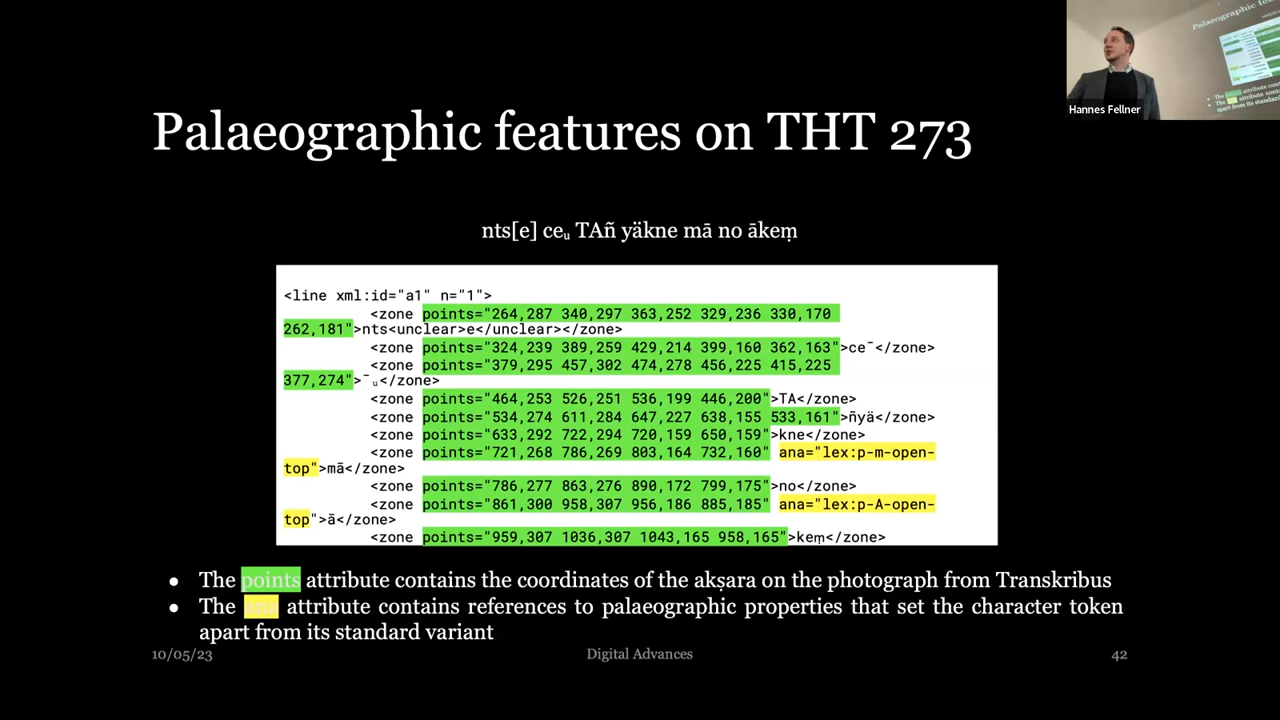 Palaeographic features on THT 273
Hannes Fellner
nts[e] ceᵤ TAñ yäkne mā no ākeṃ
<line xml:id="a1" n="1">
<zone points="264,287 340,297 363,252 329,236 330,170
262,181">nts<unclear>e</unclear></zone>
<zone points="324,239 389,259 429,214 399,160 362,163">ce¯</zone>
<zone points="379,295 457,302 474,278 456,225 415,225
377,274">¯ᵤ</zone>
<zone points="464,253 526,251 536,199 446,200">TA</zone>
<zone points="534,274 611,284 647,227 638,155 533,161">ñyä</zone>
<zone points="633,292 722,294 720,159 650,159">kne</zone>
<zone points="721,268 786,269 803,164 732,160" ana="lex:p-m-open-
top">mā</zone>
<zone points="786,277 863,276 890,172 799,175">no</zone>
<zone points="861,300 958,307 956,186 885,185" ana="lex:p-A-open-
top">ā</zone>
<zone points="959,307 1036,307 1043,165 958,165">keṃ</zone>
● The points attribute contains the coordinates of the akṣara on the photograph from Transkribus
● The ana attribute contains references to palaeographic properties that set the character token
apart from its standard variant
10/05/23
Digital Advances
42